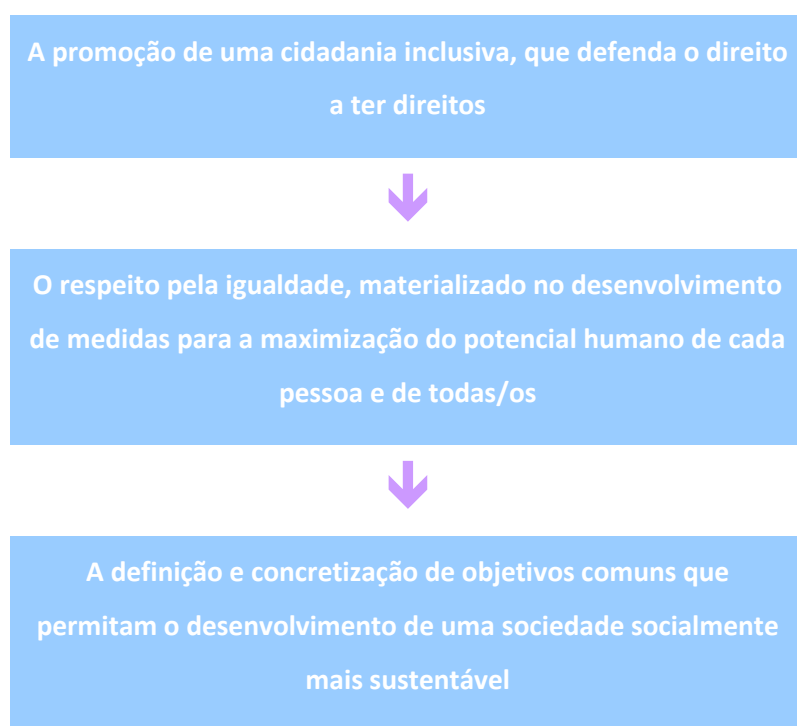 A promoção de uma cidadania inclusiva, que defenda o direito
a ter direitos
O respeito pela igualdade, materializado no desenvolvimento
de medidas para a maximização do potencial humano de cada
pessoa e de todas/os
A definição e concretização de objetivos comuns que
permitam o desenvolvimento de uma sociedade socialmente
mais sustentável